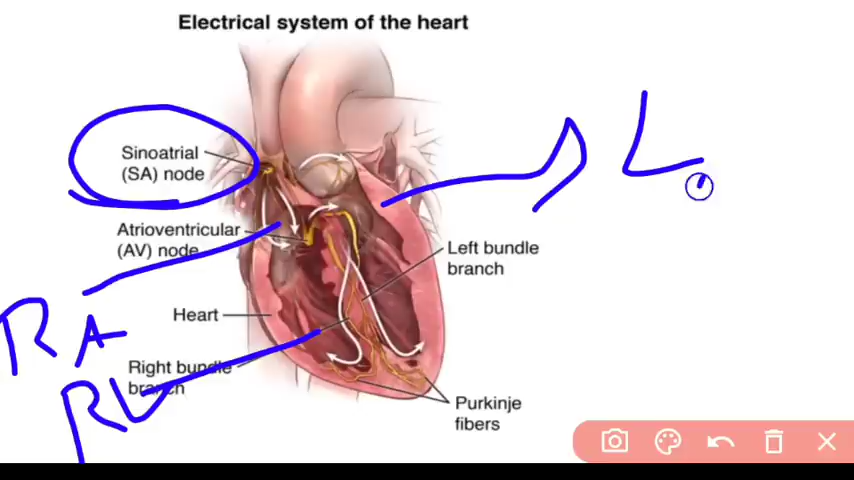 Electrical system of the heart
Sinoatrial
(SA) node
Atrioventricular
(AV) node
Left bundle
branch
Heart
Right bundle
branch
Purkinje
fibers
RA
RV
L